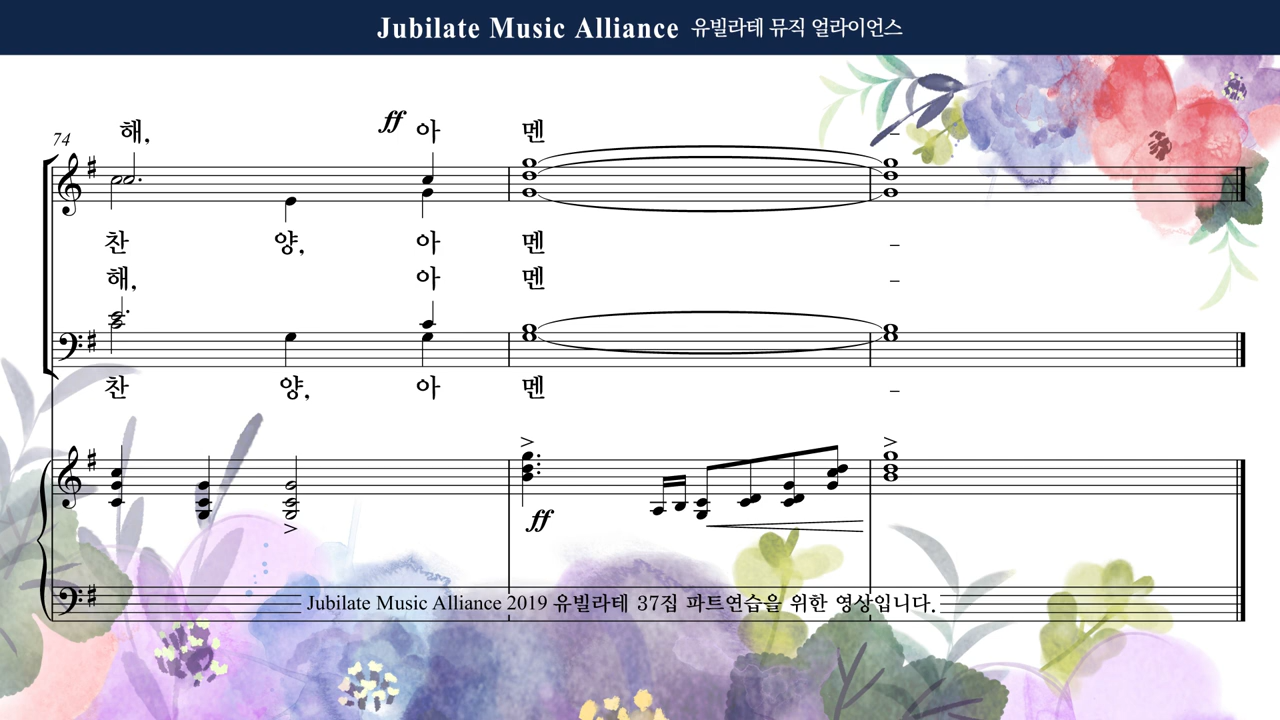 Jubilate Music Alliance 유빌라테 뮤직 얼라이언스
74
해, ff 아 멘 –
찬 양, 아 멘 –
해, 아 멘 –
찬 양, 아 멘 –
ff
Jubilate Music Alliance 2019 유빌라테 37집 파트연습을 위한 영상입니다.